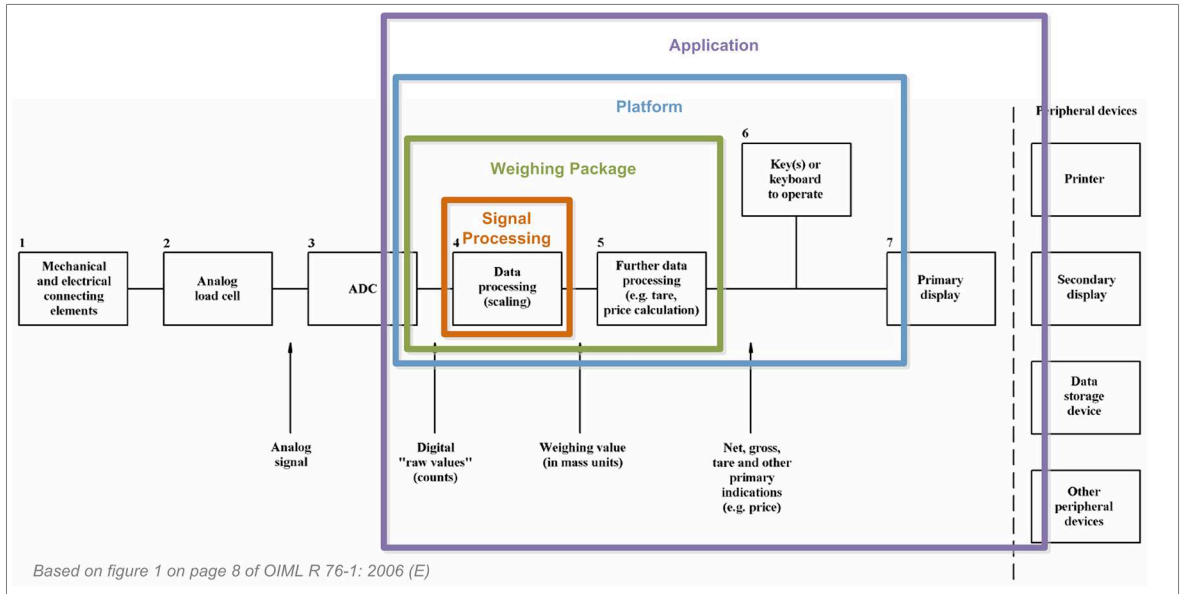 Application
Platform
Peripheral devices
6
Key(s) or
keyboard
to operate
Printer
Weighing Package
Signal
Processing
1
Mechanical
and electrical
connecting
elements
2
Analog
load cell
3
ADC
4
Data
processing
(scaling)
5
Further data
processing
(e.g. tare,
price calculation)
7
Primary
display
Secondary
display
Data
storage
device
Analog
signal
Digital
"raw values"
(counts)
Weighing value
(in mass units)
Net, gross,
tare and other
primary
indications
(e.g. price)
Other
peripheral
devices
Based on figure 1 on page 8 of OIML R 76-1: 2006 (E)